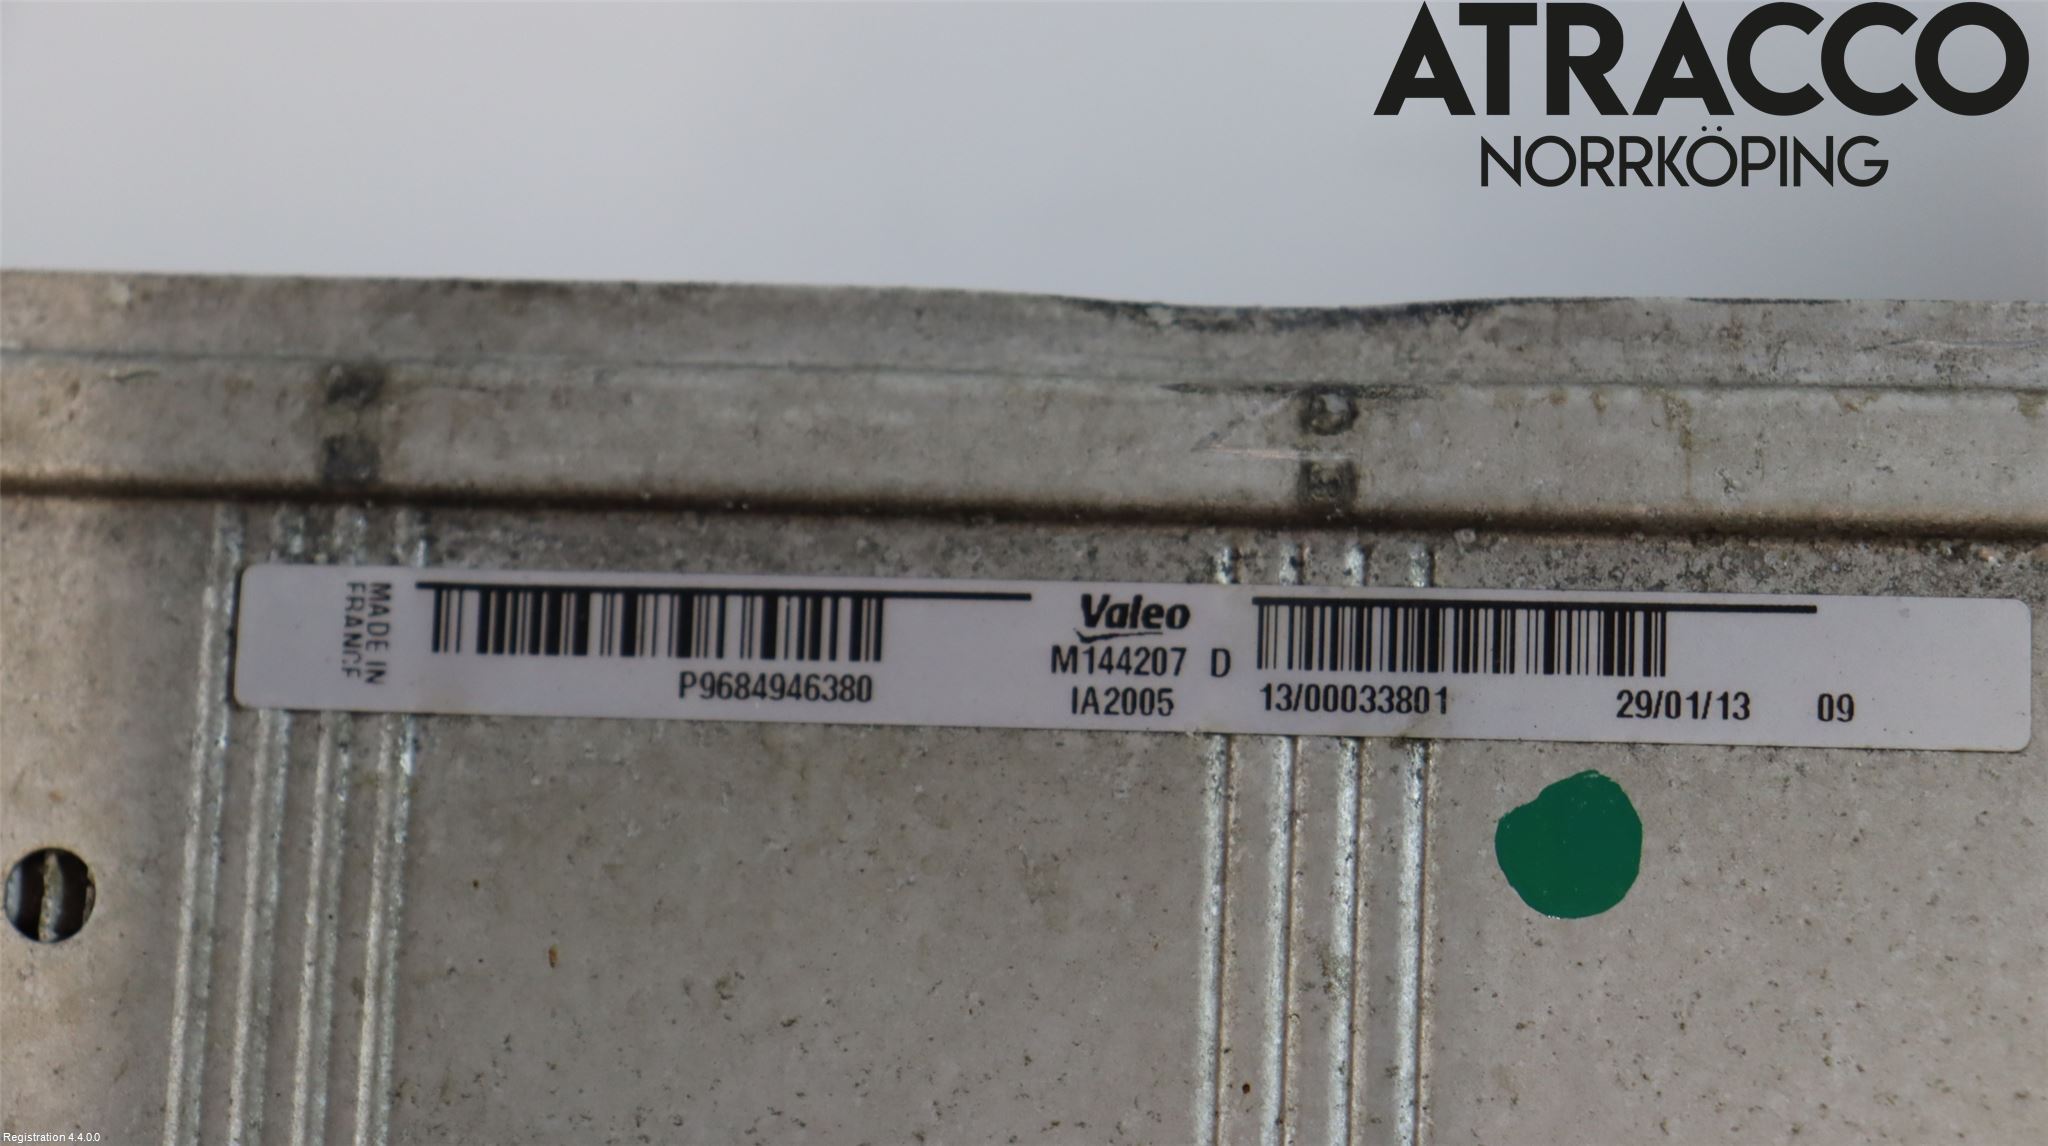 ATRACCO
NORRKÖPING
MADE IN
FRANCE
P9684946380
Valeo
M144207 D
IA2005
13/00033801
29/01/13 09
Registration 4.4.0.0